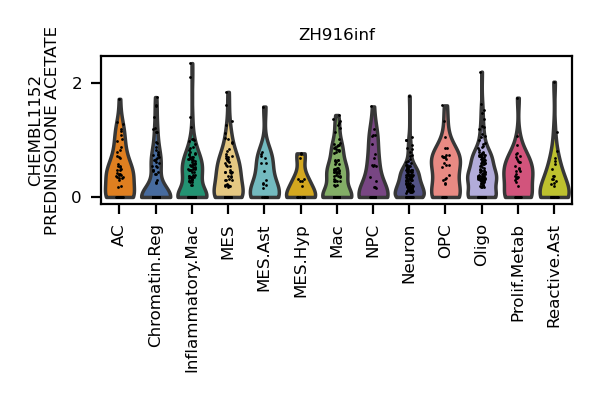 ZH916inf
CHEMBL1152
PREDNISOLONE ACETATE
2
0
AC
Chromatin.Reg
Inflammatory.Mac
MES
MES.Ast
MES.Hyp
Mac
NPC
Neuron
OPC
Oligo
Prolif.Metab
Reactive.Ast